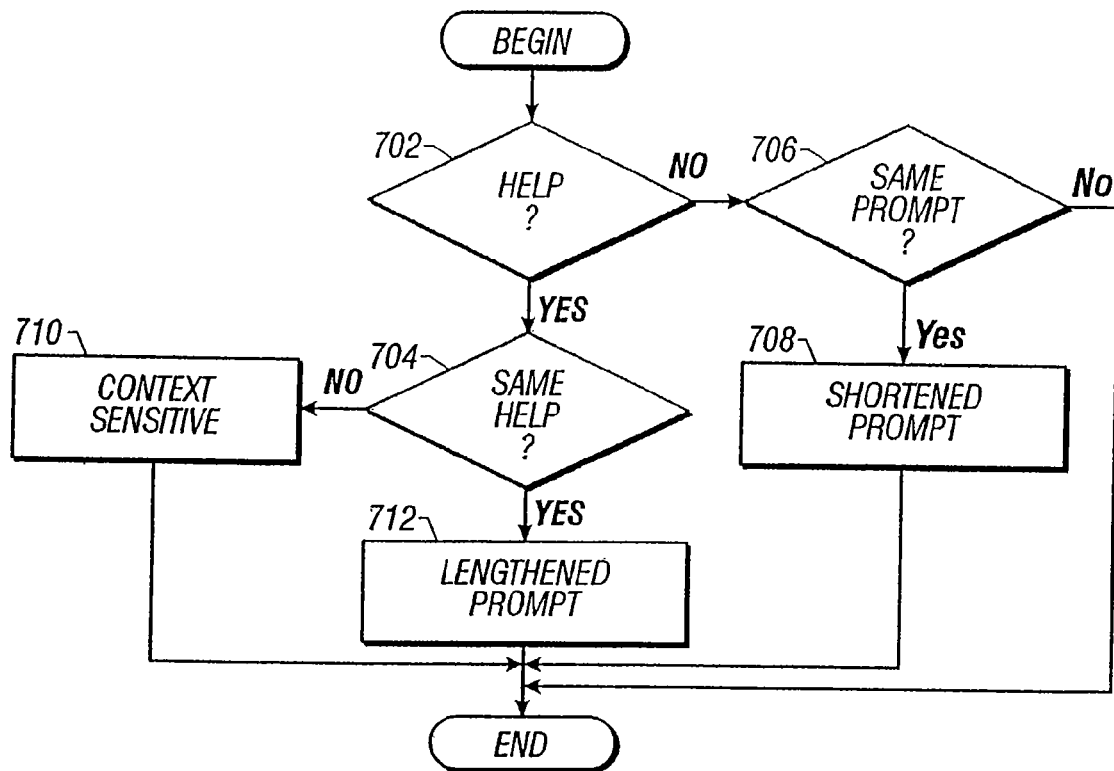 BEGIN
702
HELP
?
NO
706
SAME
PROMPT
?
No
YES
Yes
710
CONTEXT
SENSITIVE
NO
704
SAME
HELP
?
708
SHORTENED
PROMPT
YES
712
LENGTHENED
PROMPT
END